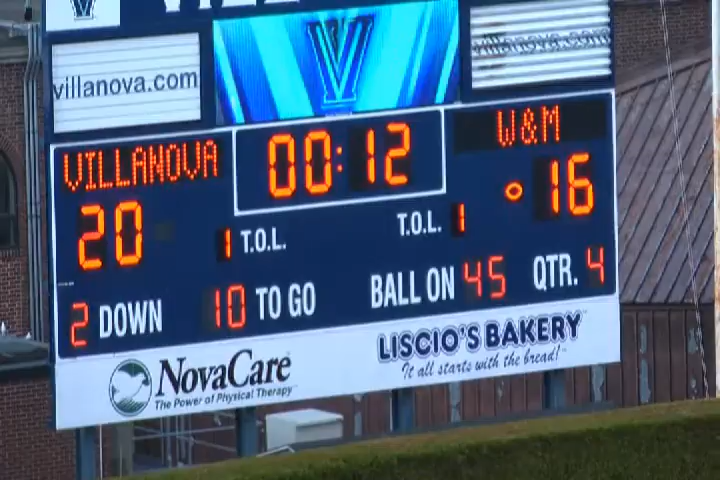 villanova.com
villanova.com
VILLANOVA
00:12
W&M
20
1 T.O.L.
T.O.L. 1
16
2 DOWN
10 TO GO
BALL ON 45
QTR. 4
NovaCare
The Power of Physical Therapy
LISCIO'S BAKERY
It all starts with the bread!